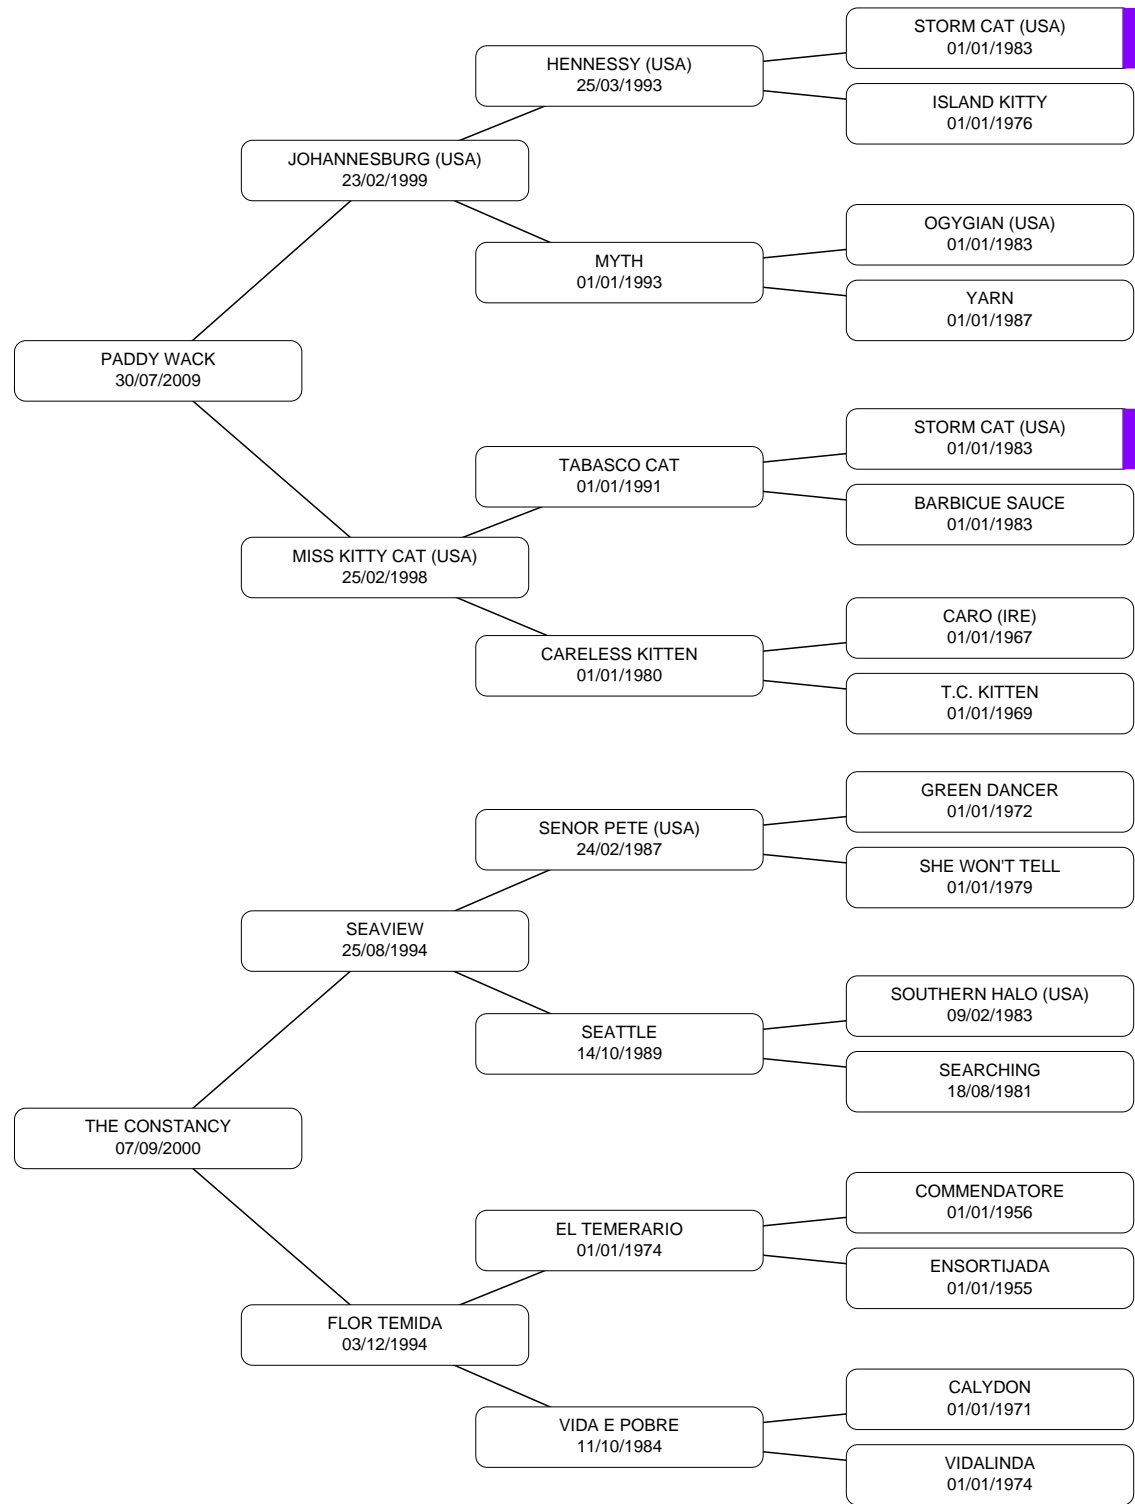 STORM CAT (USA)
01/01/1983
HENNESSY (USA)
25/03/1993
ISLAND KITTY
01/01/1976
JOHANNESBURG (USA)
23/02/1999
OGYGIAN (USA)
01/01/1983
MYTH
01/01/1993
YARN
01/01/1987
PADDY WACK
30/07/2009
STORM CAT (USA)
01/01/1983
TABASCO CAT
01/01/1991
BARBICUE SAUCE
01/01/1983
MISS KITTY CAT (USA)
25/02/1998
CARO (IRE)
01/01/1967
CARELESS KITTEN
01/01/1980
T.C. KITTEN
01/01/1969
GREEN DANCER
01/01/1972
SENOR PETE (USA)
24/02/1987
SHE WON'T TELL
01/01/1979
SEAVIEW
25/08/1994
SOUTHERN HALO (USA)
09/02/1983
SEATTLE
14/10/1989
SEARCHING
18/08/1981
THE CONSTANCY
07/09/2000
COMMENDATORE
01/01/1956
EL TEMERARIO
01/01/1974
ENSORTIJADA
01/01/1955
FLOR TEMIDA
03/12/1994
CALYDON
01/01/1971
VIDA E POBRE
11/10/1984
VIDALINDA
01/01/1974